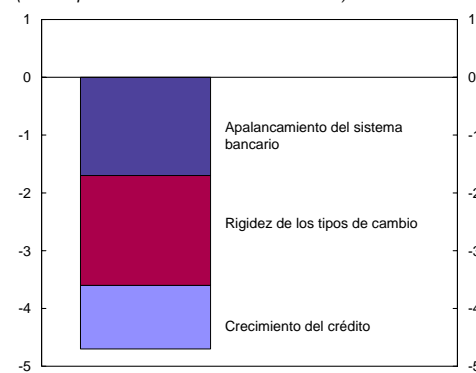 1 1
0 0
Apalancamiento del sistema
-1 -1
bancario
-2 -2
Rigidez de los tipos de cambio
-3 -3
-4 -4
Crecimiento del crédito
-5 -5